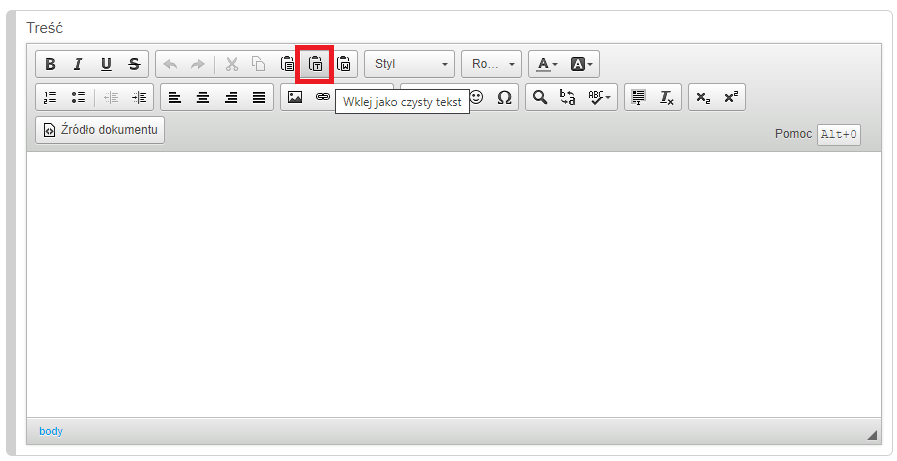 Treść
B I U S Styl Ro... A A
Wklej jako czysty tekst
Źródło dokumentu
Pomoc Alt+0
body